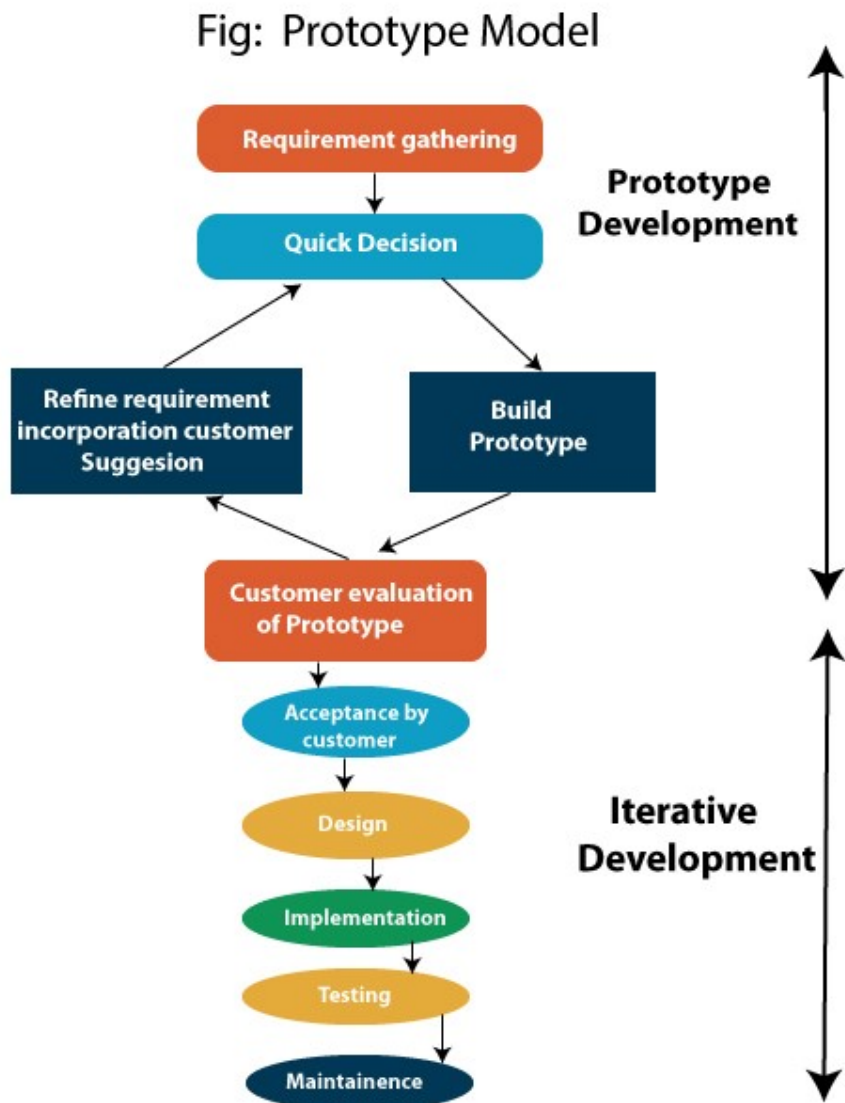 Fig: Prototype Model
Requirement gathering
Prototype
Development
Quick Decision
Refine requirement
incorporation customer
Suggesion
Build
Prototype
Customer evaluation
of Prototype
Acceptance by
customer
Design
Iterative
Development
Implementation
Testing
Maintainence